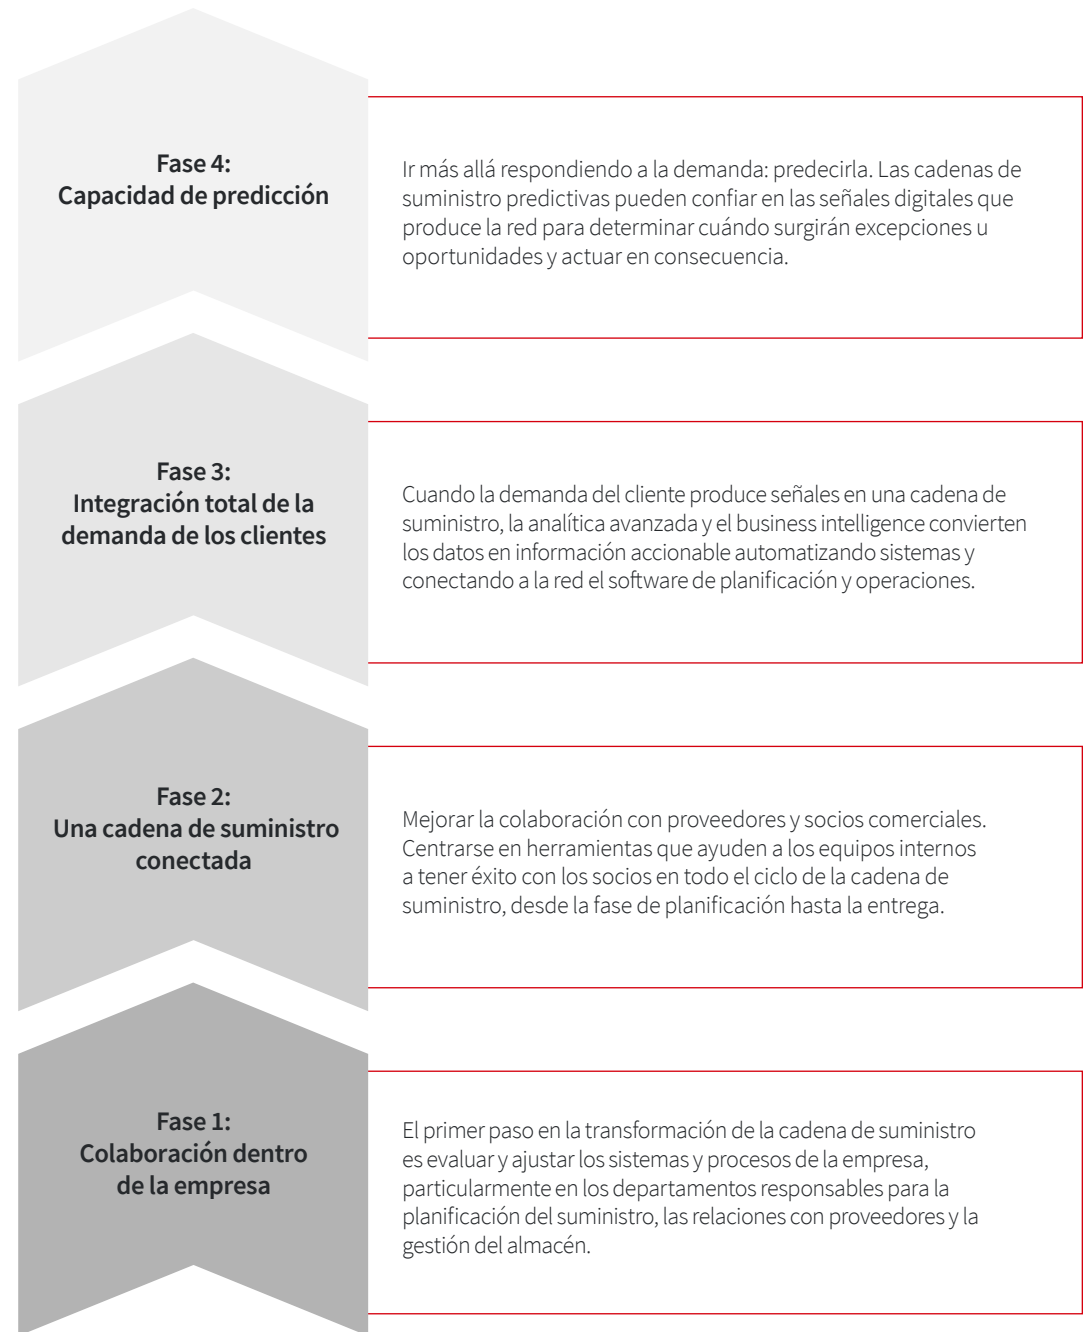 Fase 4:
Capacidad de predicción
Ir más allá respondiendo a la demanda: predecirla. Las cadenas de
suministro predictivas pueden confiar en las señales digitales que
produce la red para determinar cuándo surgirán excepciones u
oportunidades y actuar en consecuencia.
Fase 3:
Integración total de la
demanda de los clientes
Cuando la demanda del cliente produce señales en una cadena de
suministro, la analítica avanzada y el business intelligence convierten
los datos en información accionable automatizando sistemas y
conectando a la red el software de planificación y operaciones.
Fase 2:
Una cadena de suministro
conectada
Mejorar la colaboración con proveedores y socios comerciales.
Centrarse en herramientas que ayuden a los equipos internos
a tener éxito con los socios en todo el ciclo de la cadena de
suministro, desde la fase de planificación hasta la entrega.
Fase 1:
Colaboración dentro
de la empresa
El primer paso en la transformación de la cadena de suministro
es evaluar y ajustar los sistemas y procesos de la empresa,
particularmente en los departamentos responsables para la
planificación del suministro, las relaciones con proveedores y la
gestión del almacén.